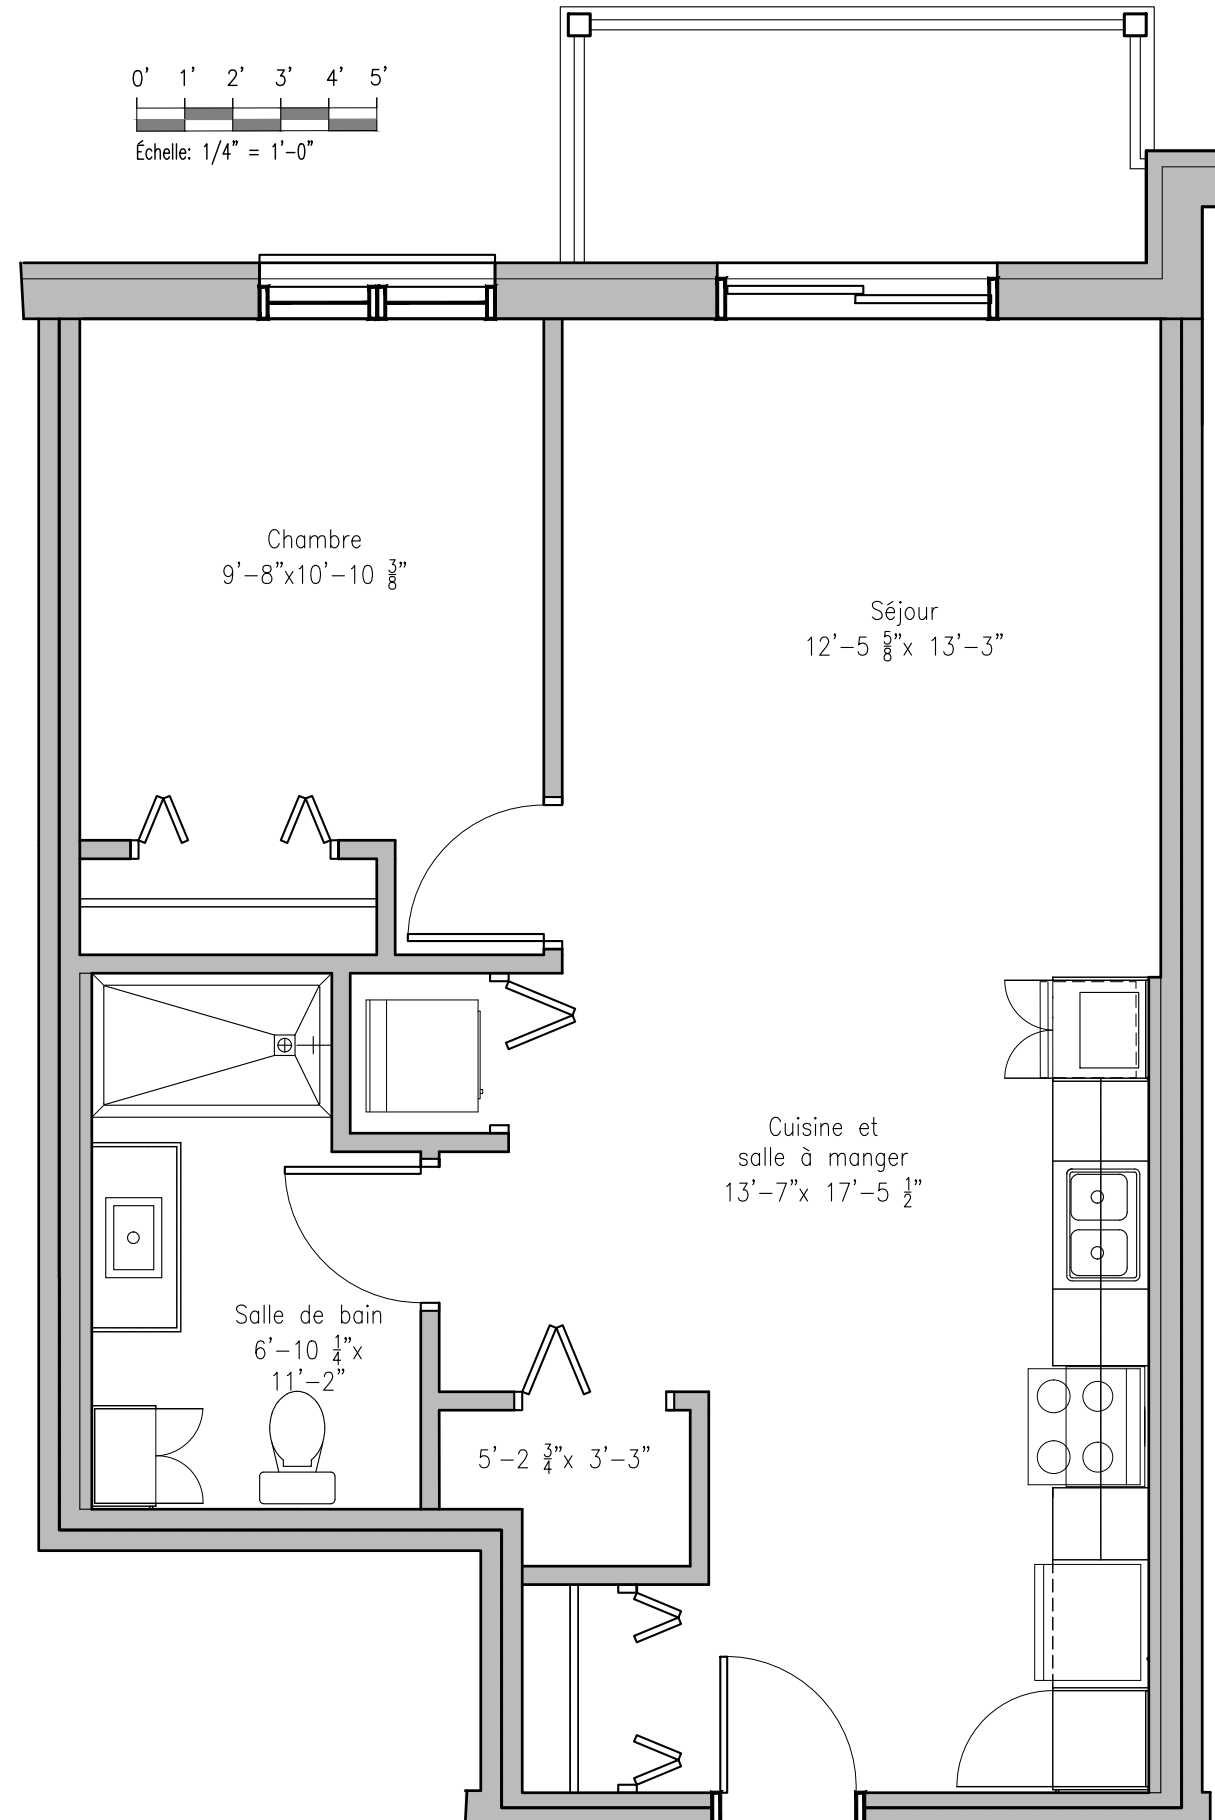 0' 1' 2' 3' 4' 5'
Échelle: 1/4" = 1'-0"
Chambre
9'-8"x10'-10 3/8"
Séjour
12'-5 5/8"x 13'-3"
Cuisine et
salle à manger
13'-7"x 17'-5 1/2"
Salle de bain
6'-10 1/4"x
11'-2"
5'-2 3/4"x 3'-3"